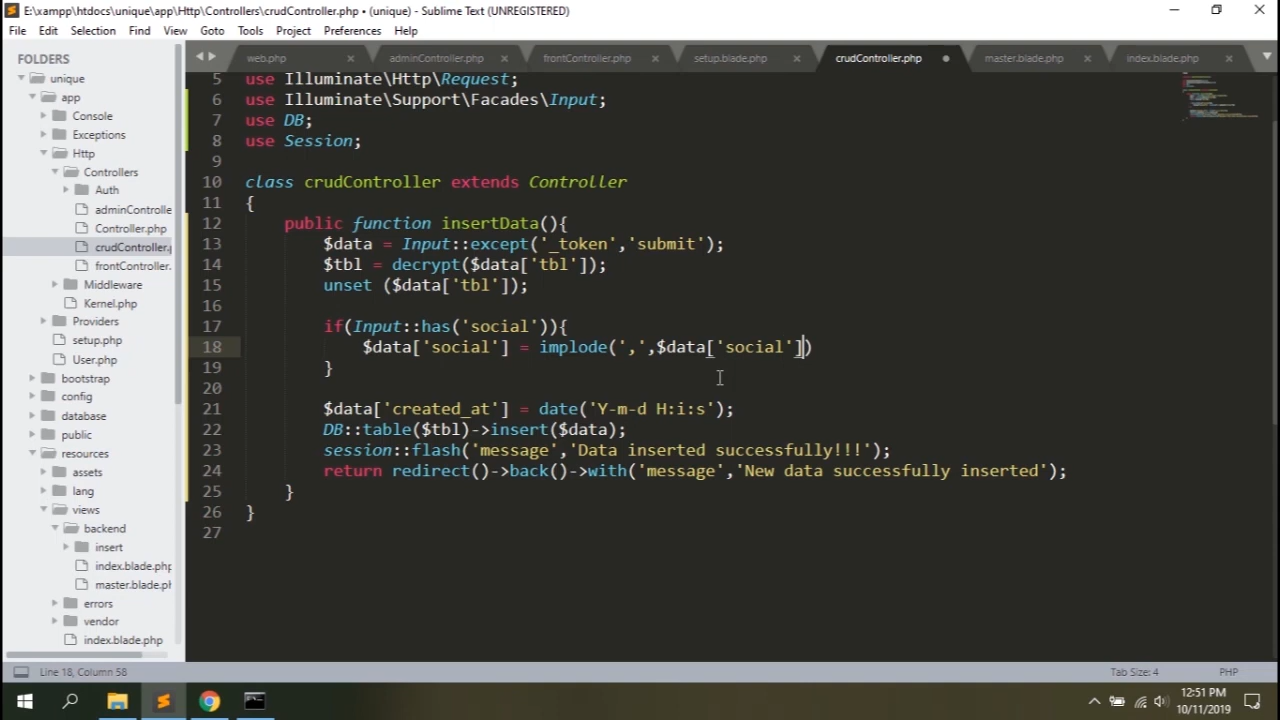 E:\xampp\htdocs\unique\app\Http\Controllers\crudController.php • (unique) - Sublime Text (UNREGISTERED)
File Edit Selection Find View Goto Tools Project Preferences Help
FOLDERS
unique
app
Console
Exceptions
Http
Controllers
Auth
adminControlle
Controller.php
crudController.p
frontController.
Middleware
Kernel.php
Providers
setup.php
User.php
bootstrap
config
database
public
resources
assets
lang
views
backend
insert
index.blade.php
master.blade.ph
errors
vendor
index.blade.php
web.php adminController.php frontController.php setup.blade.php crudController.php master.blade.php index.blade.php
5 use Illuminate\Http\Request;
6 use Illuminate\Support\Facades\Input;
7 use DB;
8 use Session;
9
10 class crudController extends Controller
11 {
12 public function insertData(){
13 $data = Input::except('_token','submit');
14 $tbl = decrypt($data['tbl']);
15 unset ($data['tbl']);
16
17 if(Input::has('social')){
18 $data['social'] = implode(',',$data['social'])
19 }
20
21 $data['created_at'] = date('Y-m-d H:i:s');
22 DB::table($tbl)->insert($data);
23 session::flash('message','Data inserted successfully!!!');
24 return redirect()->back()->with('message','New data successfully inserted');
25 }
26 }
27
Line 18, Column 58 Tab Size: 4 PHP
12:51 PM
10/11/2019